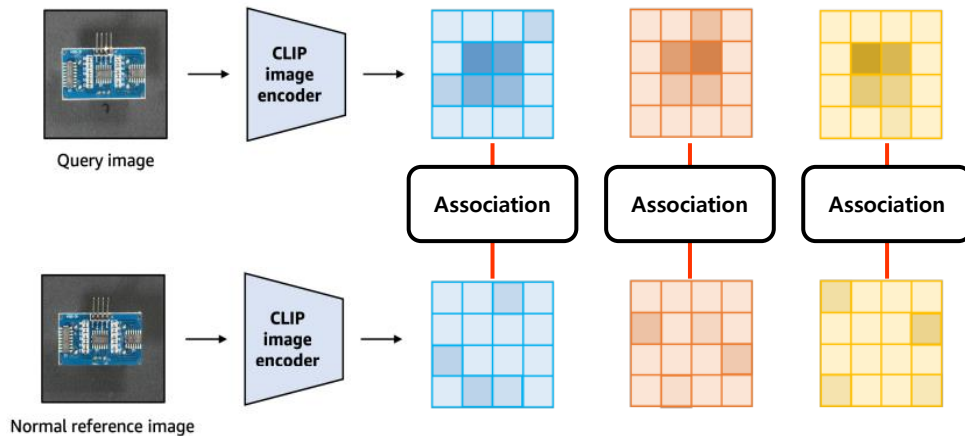 CLIP
image
encoder
Query image
Association
Association
Association
CLIP
image
encoder
Normal reference image